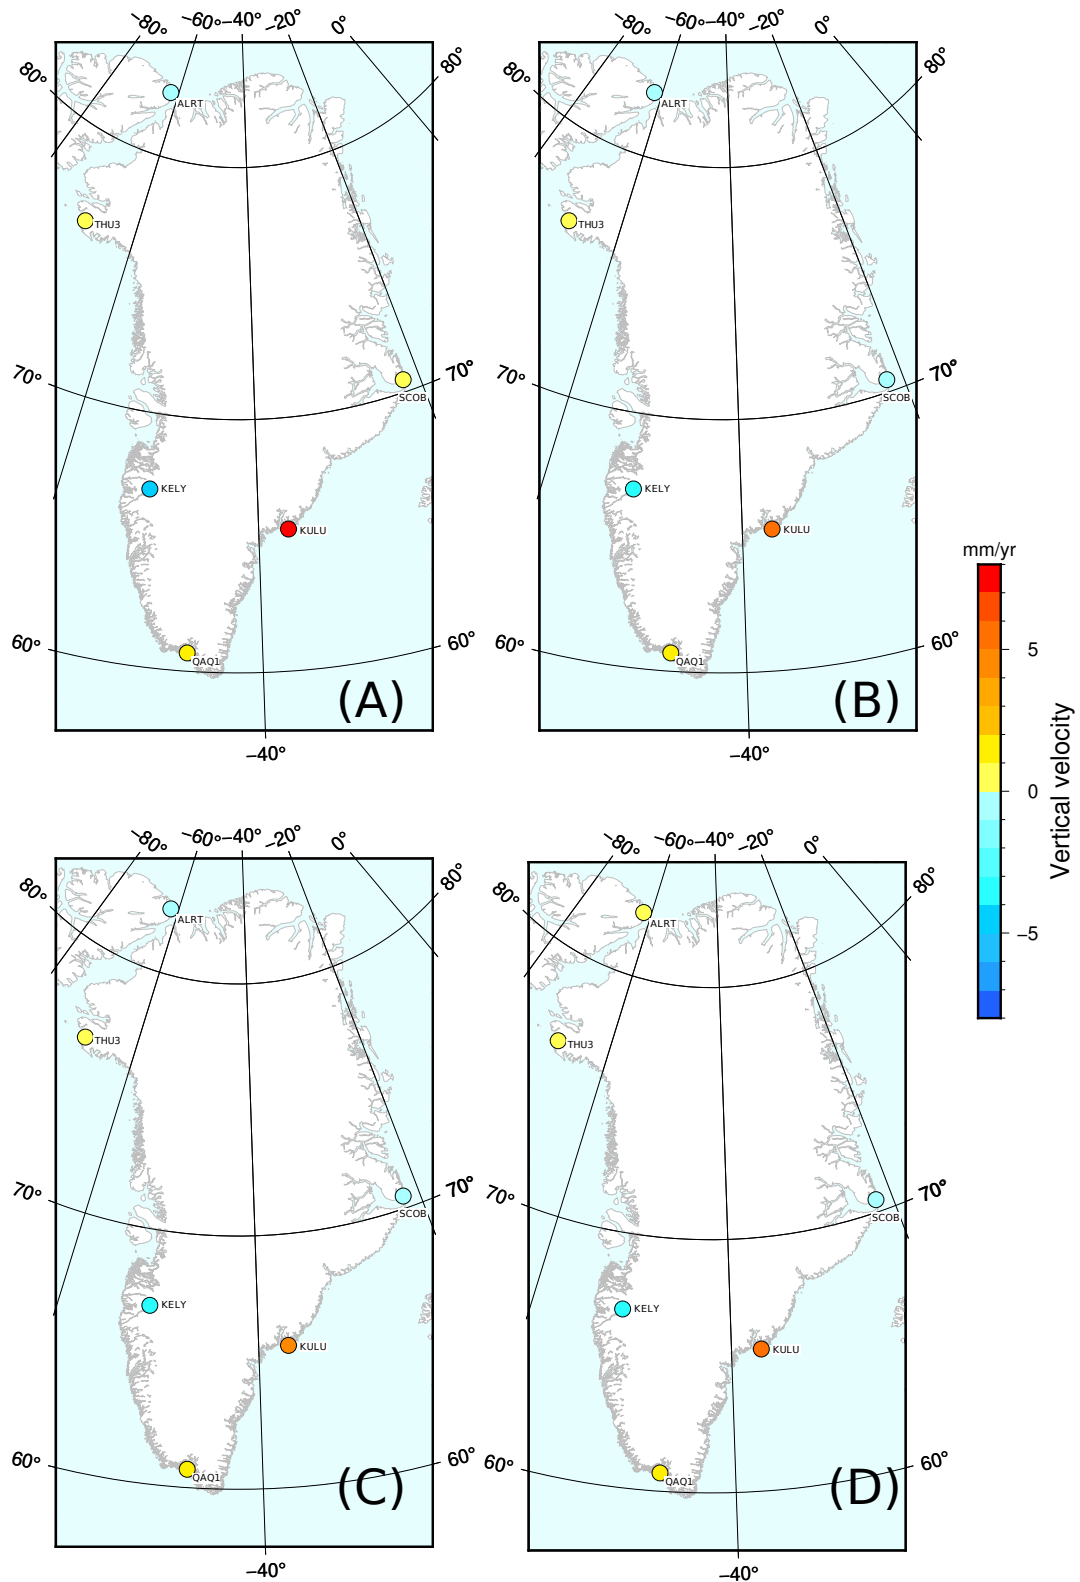 −80° −60° −40° −20° 0°
80° 80°
ALRT
THU3
70° 70°
SCOB
KELY
KULU
60° 60°
QAQ1
(A)
−40°
−80° −60° −40° −20° 0°
80° 80°
ALRT
THU3
70° 70°
SCOB
KELY
KULU
60° 60°
QAQ1
(B)
−40°
mm/yr
5
0
−5
Vertical velocity
−80° −60° −40° −20° 0°
80° 80°
ALRT
THU3
70° 70°
SCOB
KELY
KULU
60° 60°
QAQ1
(C)
−40°
−80° −60° −40° −20° 0°
80° 80°
ALRT
THU3
70° 70°
SCOB
KELY
KULU
60° 60°
QAQ1
(D)
−40°